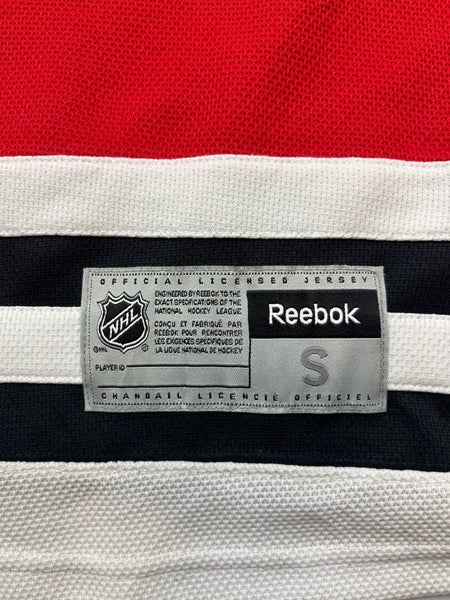 OFFICIAL LICENSED JERSEY
NHL
©NHL
ENGINEERED BY REEBOK TO THE
EXACT SPECIFICATIONS OF THE
NATIONAL HOCKEY LEAGUE
CONÇU ET FABRIQUÉ PAR
REEBOK POUR RENCONTRER
LES EXIGENCES SPÉCIFIQUES DE
LA LIGUE NATIONAL DE HOCKEY
PLAYER ID
Reebok
S
CHANDAIL LICENCIÉ OFFICIEL